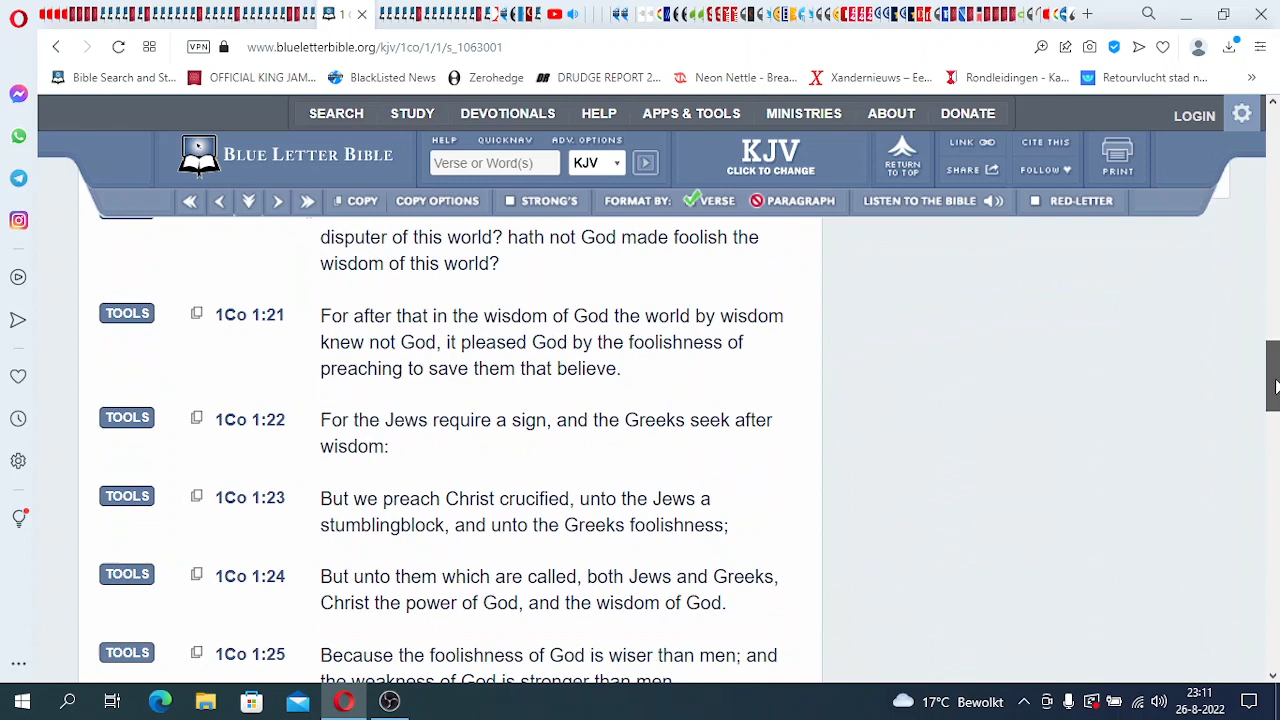 1 (
VPN
www.blueletterbible.org/kjv/1co/1/1/s_1063001
Bible Search and St...
OFFICIAL KING JAM...
BlackListed News
Zerohedge
DRUDGE REPORT 2...
Neon Nettle - Brea...
Xandernieuws – Ee...
Rondleidingen - Ka...
Retourvlucht stad n...
»
SEARCH
STUDY
DEVOTIONALS
HELP
APPS & TOOLS
MINISTRIES
ABOUT
DONATE
LOGIN
BLUE LETTER BIBLE
HELP
QUICKNAV
ADV. OPTIONS
Verse or Word(s)
KJV
KJV
CLICK TO CHANGE
RETURN
TO TOP
LINK
CITE THIS
SHARE
FOLLOW
PRINT
COPY
COPY OPTIONS
STRONG'S
FORMAT BY:
VERSE
PARAGRAPH
LISTEN TO THE BIBLE
RED-LETTER
disputer of this world? hath not God made foolish the
wisdom of this world?
TOOLS
1Co 1:21
For after that in the wisdom of God the world by wisdom
knew not God, it pleased God by the foolishness of
preaching to save them that believe.
TOOLS
1Co 1:22
For the Jews require a sign, and the Greeks seek after
wisdom:
TOOLS
1Co 1:23
But we preach Christ crucified, unto the Jews a
stumblingblock, and unto the Greeks foolishness;
TOOLS
1Co 1:24
But unto them which are called, both Jews and Greeks,
Christ the power of God, and the wisdom of God.
TOOLS
1Co 1:25
Because the foolishness of God is wiser than men; and
the weakness of God is stronger than men
17°C Bewolkt
23:11
26-8-2022